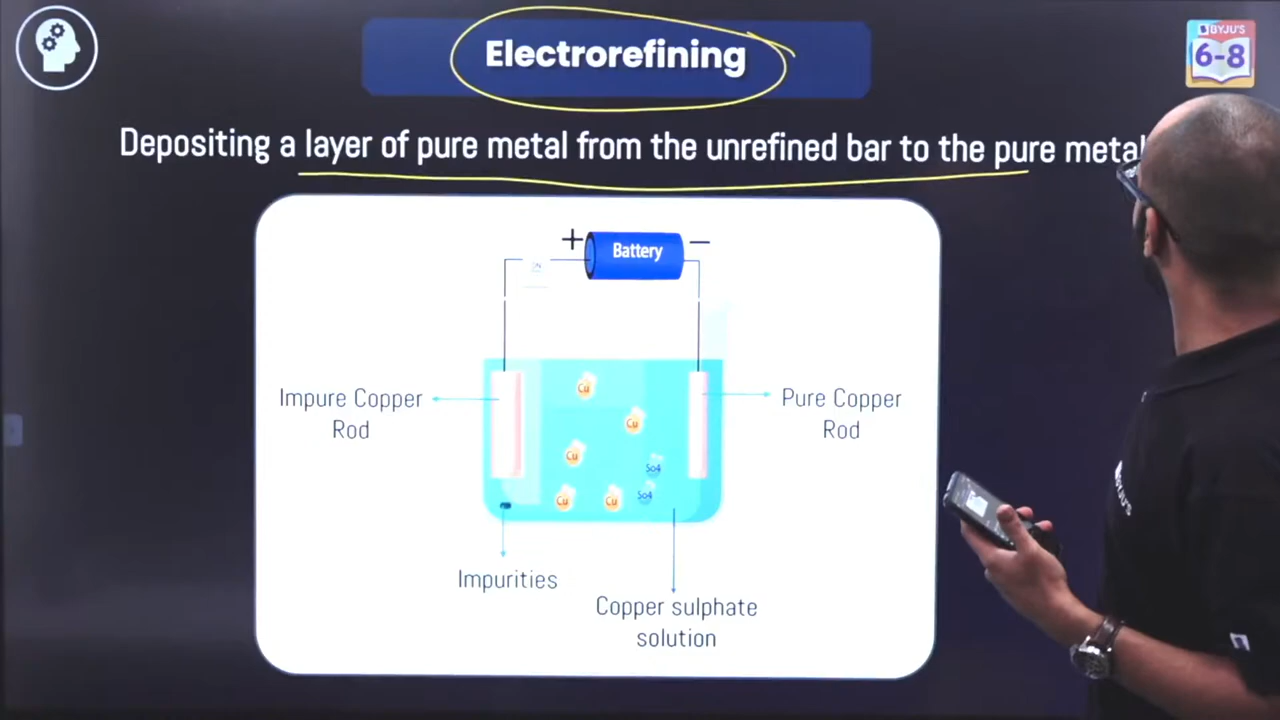 Electrorefining
BYJU'S
6-8
Depositing a layer of pure metal from the unrefined bar to the pure metal
+
Battery
−
Impure Copper
Rod
Pure Copper
Rod
Cu
Cu
Cu
So4
Cu
Cu
So4
Impurities
Copper sulphate
solution
BYJU'S